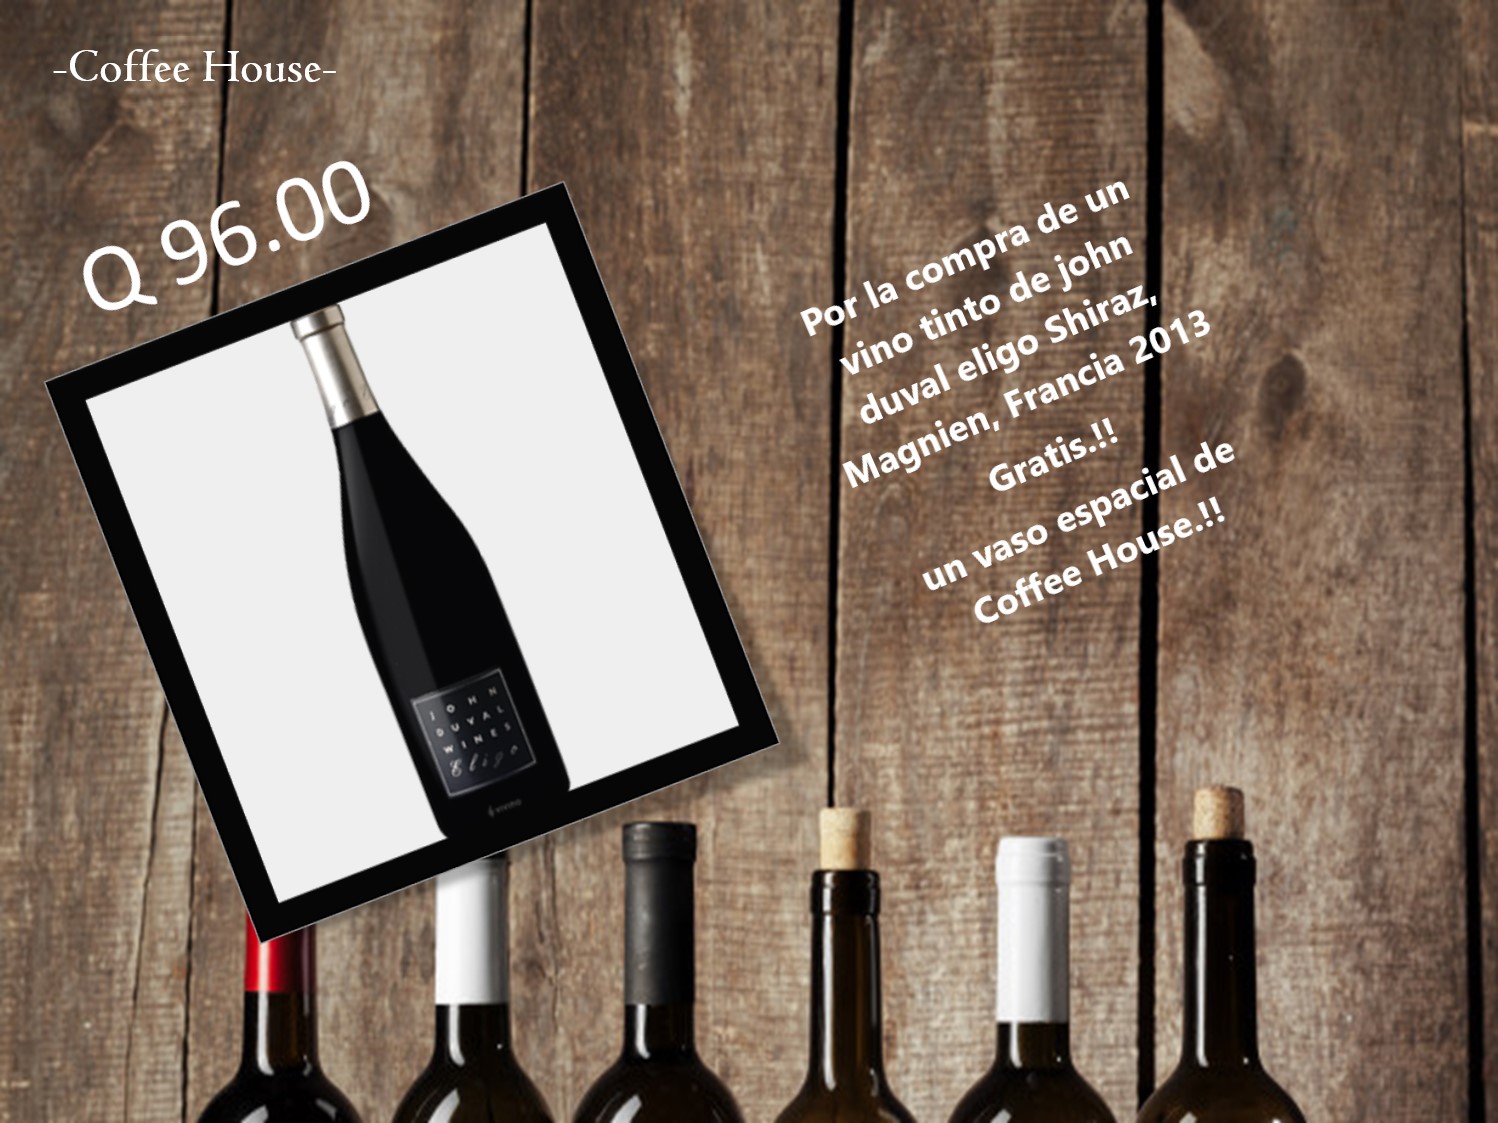 -Coffee House-
Q 96.00
Por la compra de un
vino tinto de john
duval eligo Shiraz,
Magnien, Francia 2013
Gratis.!!
un vaso espacial de
Coffee House.!!
JOHN
DUVAL
WINES
Eligo
vivino